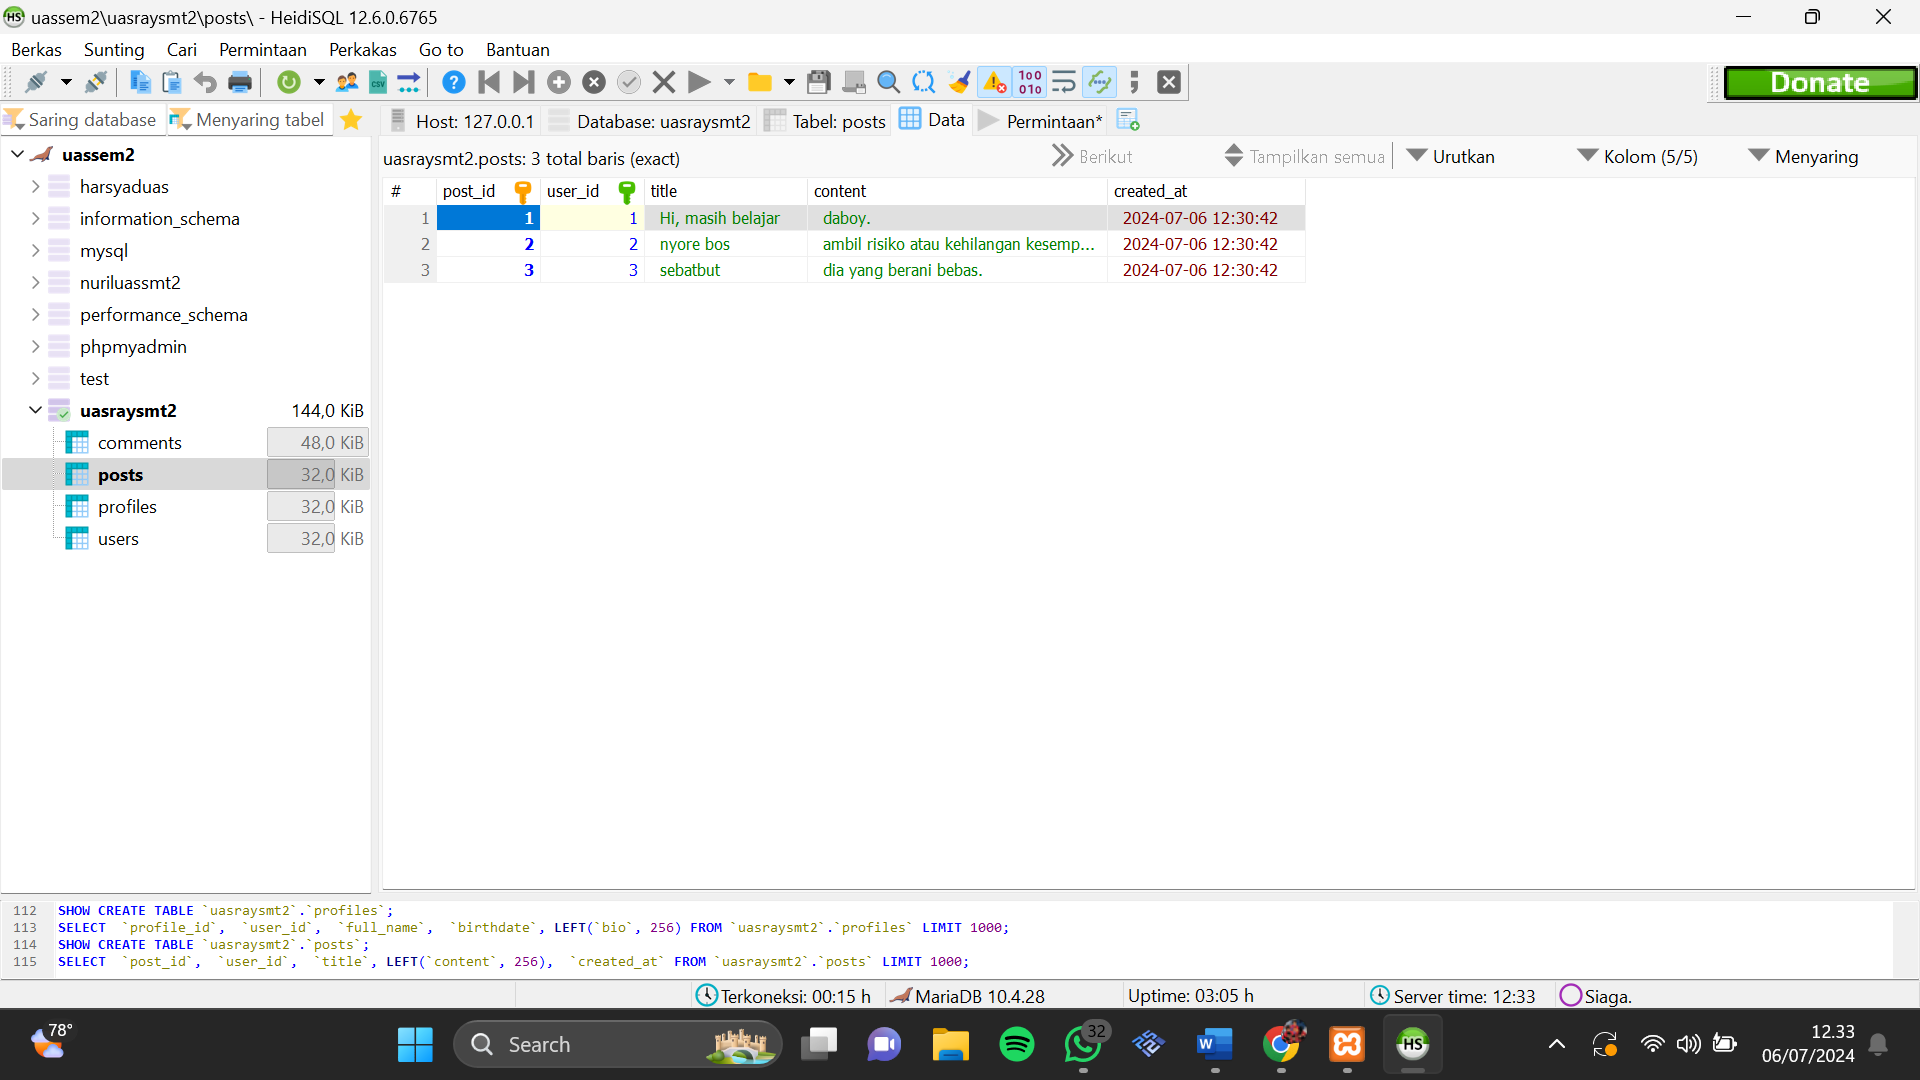 uassem2\uasraysmt2\posts\ - HeidiSQL 12.6.0.6765
Berkas Sunting Cari Permintaan Perkakas Go to Bantuan
Donate
Saring database Menyaring tabel Host: 127.0.0.1 Database: uasraysmt2 Tabel: posts Data Permintaan*
uassem2
harsyaduas
information_schema
mysql
nuriluassmt2
performance_schema
phpmyadmin
test
uasraysmt2 144,0 KiB
comments 48,0 KiB
posts 32,0 KiB
profiles 32,0 KiB
users 32,0 KiB
uasraysmt2.posts: 3 total baris (exact) Berikut Tampilkan semua Urutkan Kolom (5/5) Menyaring
# post_id user_id title content created_at
1 1 1 Hi, masih belajar daboy. 2024-07-06 12:30:42
2 2 2 nyore bos ambil risiko atau kehilangan kesemp... 2024-07-06 12:30:42
3 3 3 sebatbut dia yang berani bebas. 2024-07-06 12:30:42
112 SHOW CREATE TABLE `uasraysmt2`.`profiles`;
113 SELECT `profile_id`, `user_id`, `full_name`, `birthdate`, LEFT(`bio`, 256) FROM `uasraysmt2`.`profiles` LIMIT 1000;
114 SHOW CREATE TABLE `uasraysmt2`.`posts`;
115 SELECT `post_id`, `user_id`, `title`, LEFT(`content`, 256), `created_at` FROM `uasraysmt2`.`posts` LIMIT 1000;
Terkoneksi: 00:15 h MariaDB 10.4.28 Uptime: 03:05 h Server time: 12:33 Siaga.
78° Search 32 12.33
06/07/2024